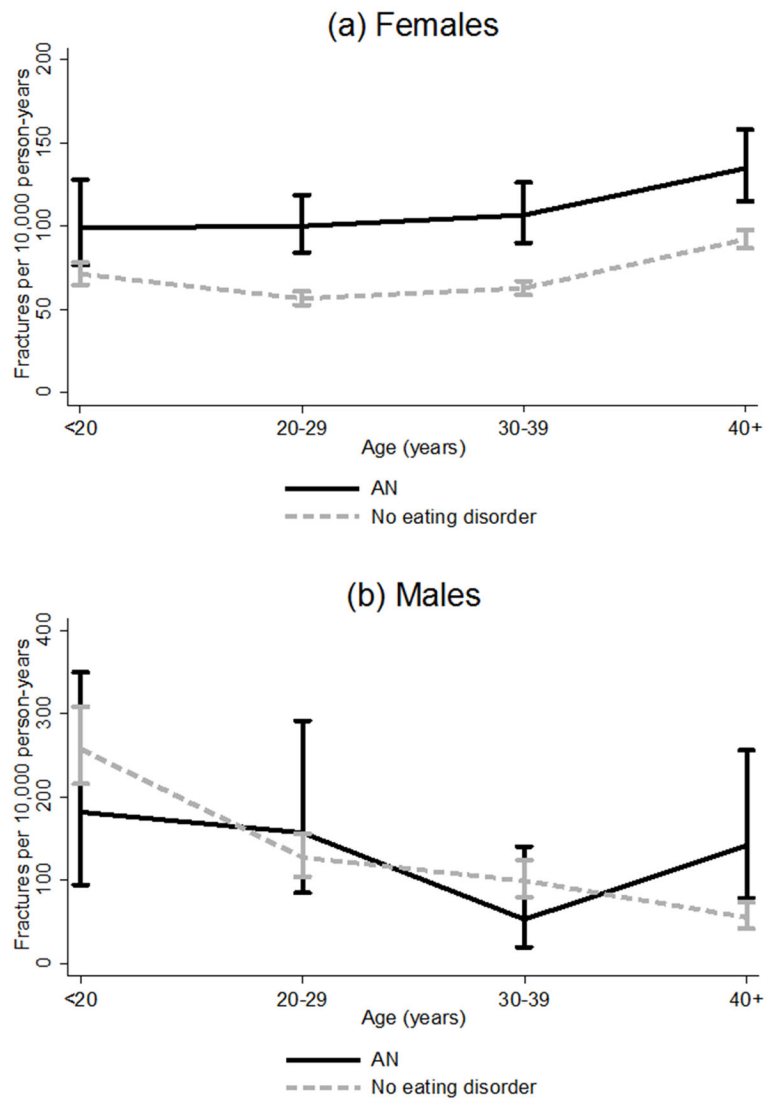 (a) Females
Fractures per 10,000 person-years
200
150
100
50
0
<20 20-29 30-39 40+
Age (years)
AN
No eating disorder
(b) Males
Fractures per 10,000 person-years
400
300
200
100
0
<20 20-29 30-39 40+
Age (years)
AN
No eating disorder